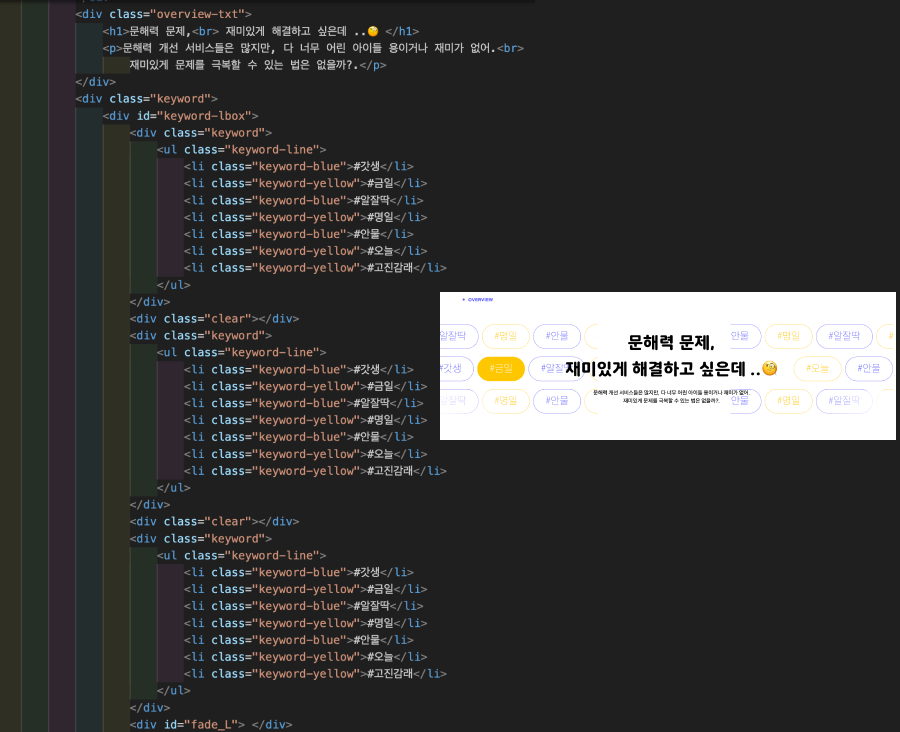 <div class="overview-txt">
<h1>문해력 문제,<br> 재미있게 해결하고 싶은데 ..🧐 </h1>
<p>문해력 개선 서비스들은 많지만, 다 너무 어린 아이들 용이거나 재미가 없어.<br>
재미있게 문제를 극복할 수 있는 법은 없을까?.</p>
</div>
<div class="keyword">
<div id="keyword-lbox">
<div class="keyword">
<ul class="keyword-line">
<li class="keyword-blue">#갓생</li>
<li class="keyword-yellow">#금일</li>
<li class="keyword-blue">#알잘딱</li>
<li class="keyword-yellow">#명일</li>
<li class="keyword-blue">#안물</li>
<li class="keyword-yellow">#오늘</li>
<li class="keyword-yellow">#고진감래</li>
</ul>
</div>
<div class="clear"></div>
<div class="keyword">
<ul class="keyword-line">
<li class="keyword-blue">#갓생</li>
<li class="keyword-yellow">#금일</li>
<li class="keyword-yellow">#알잘딱</li>
<li class="keyword-yellow">#명일</li>
<li class="keyword-blue">#안물</li>
<li class="keyword-yellow">#오늘</li>
<li class="keyword-yellow">#고진감래</li>
</ul>
</div>
<div class="clear"></div>
<div class="keyword">
<ul class="keyword-line">
<li class="keyword-blue">#갓생</li>
<li class="keyword-yellow">#금일</li>
<li class="keyword-blue">#알잘딱</li>
<li class="keyword-yellow">#명일</li>
<li class="keyword-blue">#안물</li>
<li class="keyword-yellow">#오늘</li>
<li class="keyword-yellow">#고진감래</li>
</ul>
</div>
<div id="fade_L"> </div>
OVERVIEW
알잘딱 #명일 #안물 안물 #명일 #알잘딱 #
문해력 문제,
#갓생 #금일 #알잘 #오늘 #안물
재미있게 해결하고 싶은데 ..🧐
알잘딱 #명일 #안물 안물 #명일 #알잘딱
문해력 개선 서비스들은 많지만, 다 너무 어린 아이들 용이거나 재미가 없어.
재미있게 문제를 극복할 수 있는 법은 없을까?.